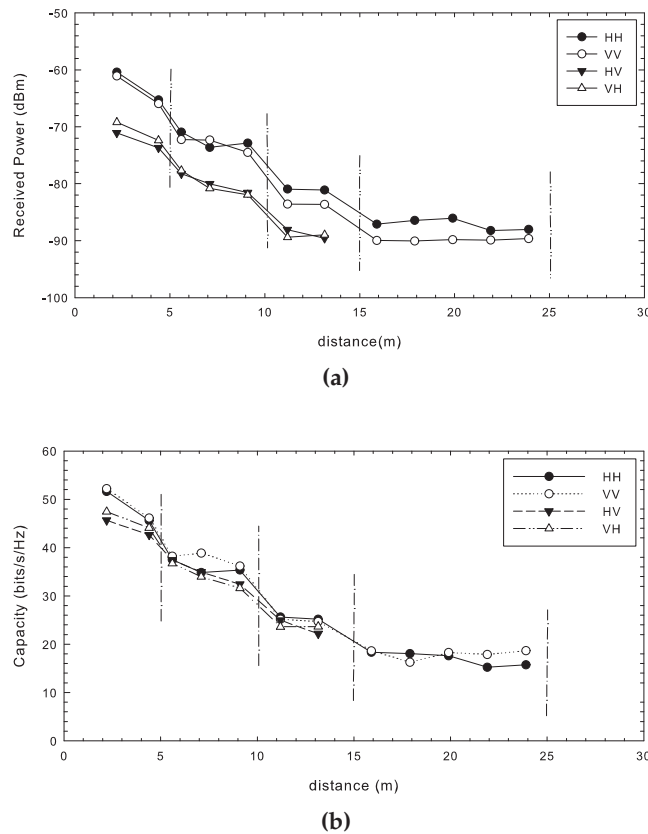 -50
-60
-70
-80
-90
-100
Received Power (dBm)
HH
VV
HV
VH
0 5 10 15 20 25 30
distance(m)
(a)
60
50
40
30
20
10
0
Capacity (bits/s/Hz)
HH
VV
HV
VH
0 5 10 15 20 25 30
distance (m)
(b)